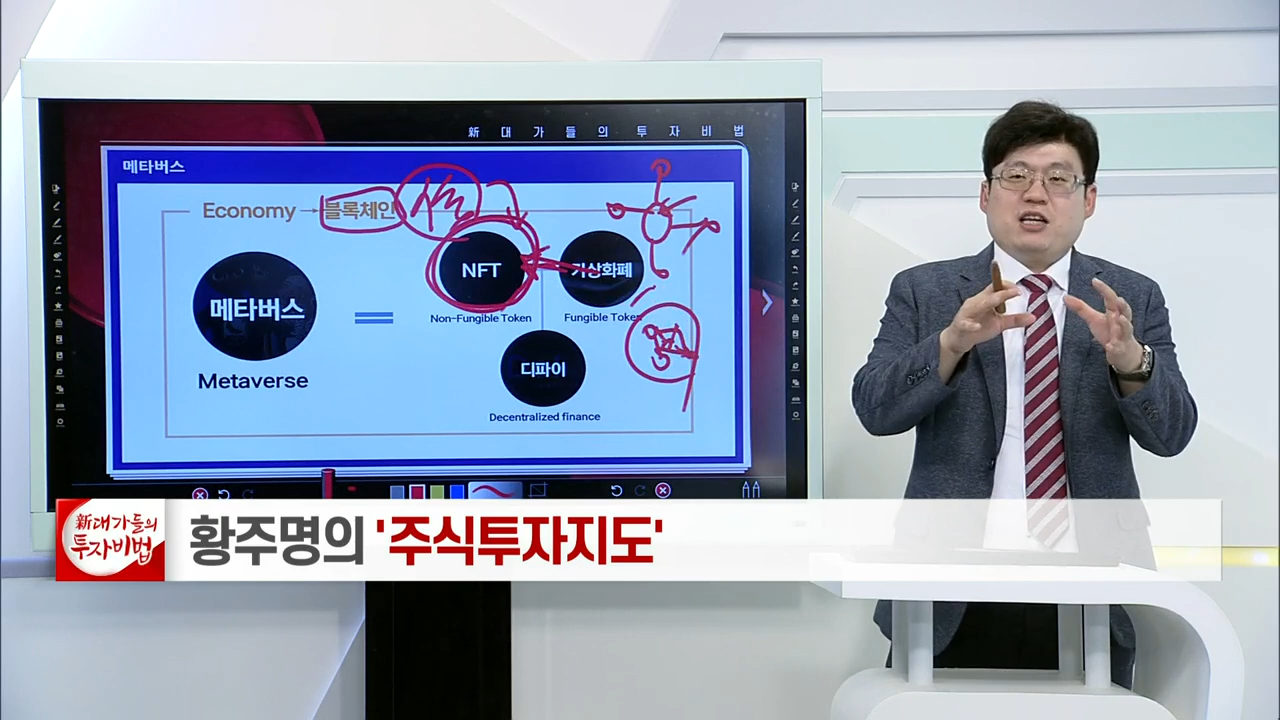 新 대 가 들 의 투 자 비 법
메타버스
Economy → 블록체인
메타버스
NFT
가상화폐
Non-Fungible Token
Fungible Token
디파이
Metaverse
Decentralized finance
新대가들의
투자비법
황주명의 '주식투자지도'